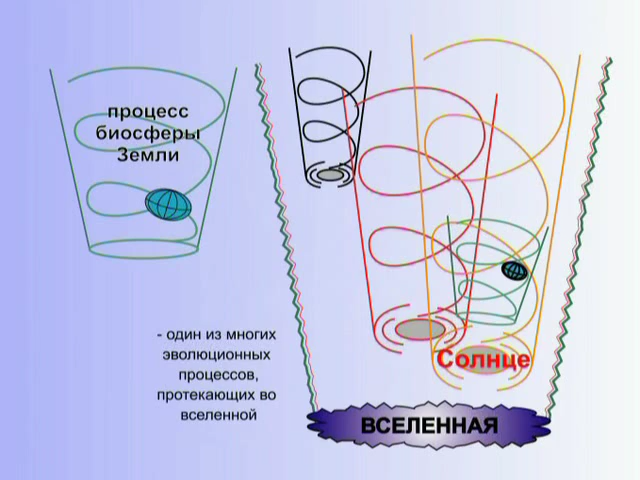 процесс
биосферы
Земли
- один из многих
эволюционных
процессов,
протекающих во
вселенной
Солнце
ВСЕЛЕННАЯ